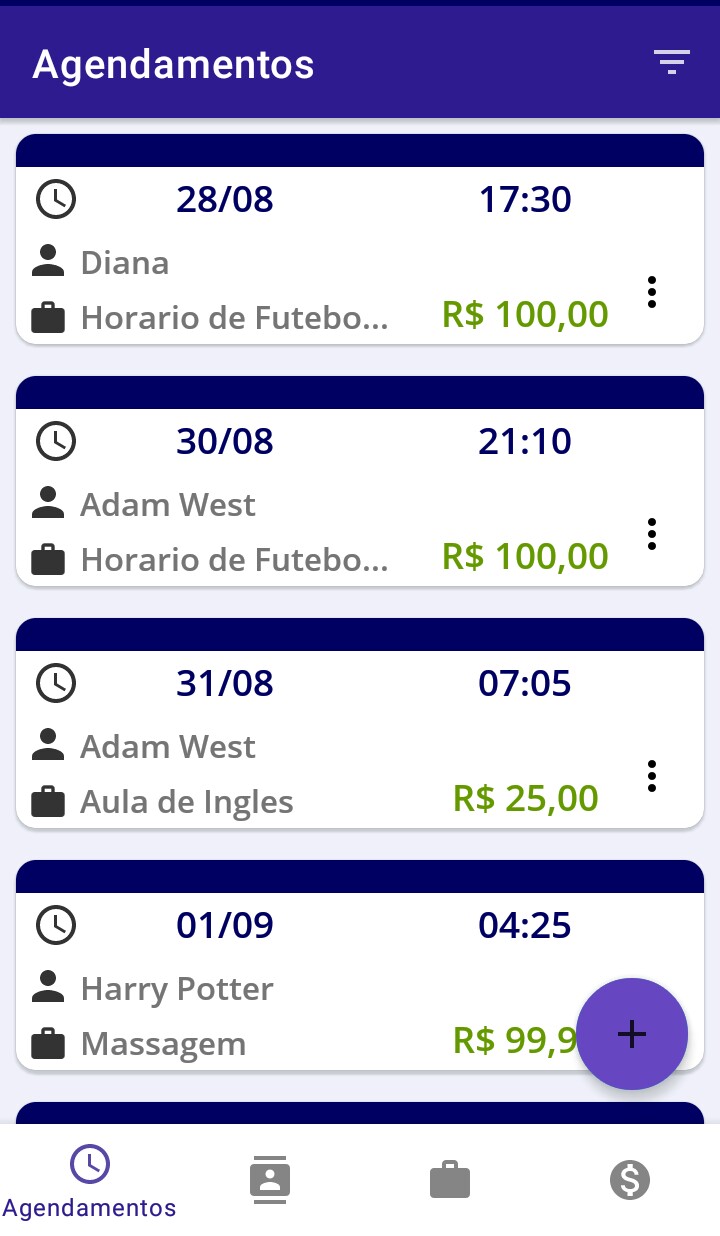 Agendamentos
28/08 17:30
Diana
Horario de Futebo... R$ 100,00
30/08 21:10
Adam West
Horario de Futebo... R$ 100,00
31/08 07:05
Adam West
Aula de Ingles R$ 25,00
01/09 04:25
Harry Potter
Massagem R$ 99,9
Agendamentos